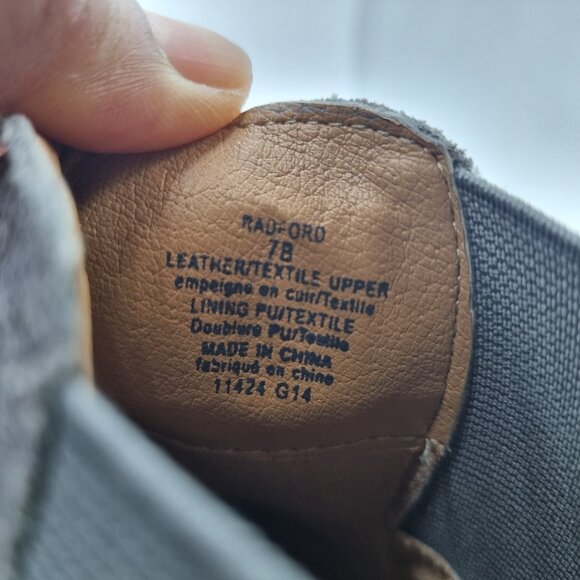 RADFORD
7B
LEATHER/TEXTILE UPPER
empeigne en cuir/Textile
LINING PU/TEXTILE
Doublure PU/Textile
MADE IN CHINA
fabriqué en chine
11424 G14